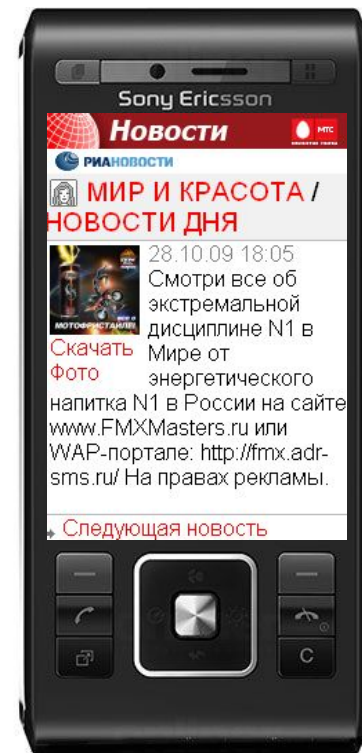 Sony Ericsson
Новости
МТС
РИАНОВОСТИ
МИР И КРАСОТА /
НОВОСТИ ДНЯ
28.10.09 18:05
Смотри все об
экстремальной
дисциплине N1 в
МОТОФРИСТАЙЛЕ!
Скачать
Фото
Мире от
энергетического
напитка N1 в России на сайте
www.FMXMasters.ru или
WAP-портале: http://fmx.adr-
sms.ru/ На правах рекламы.
Следующая новость
C